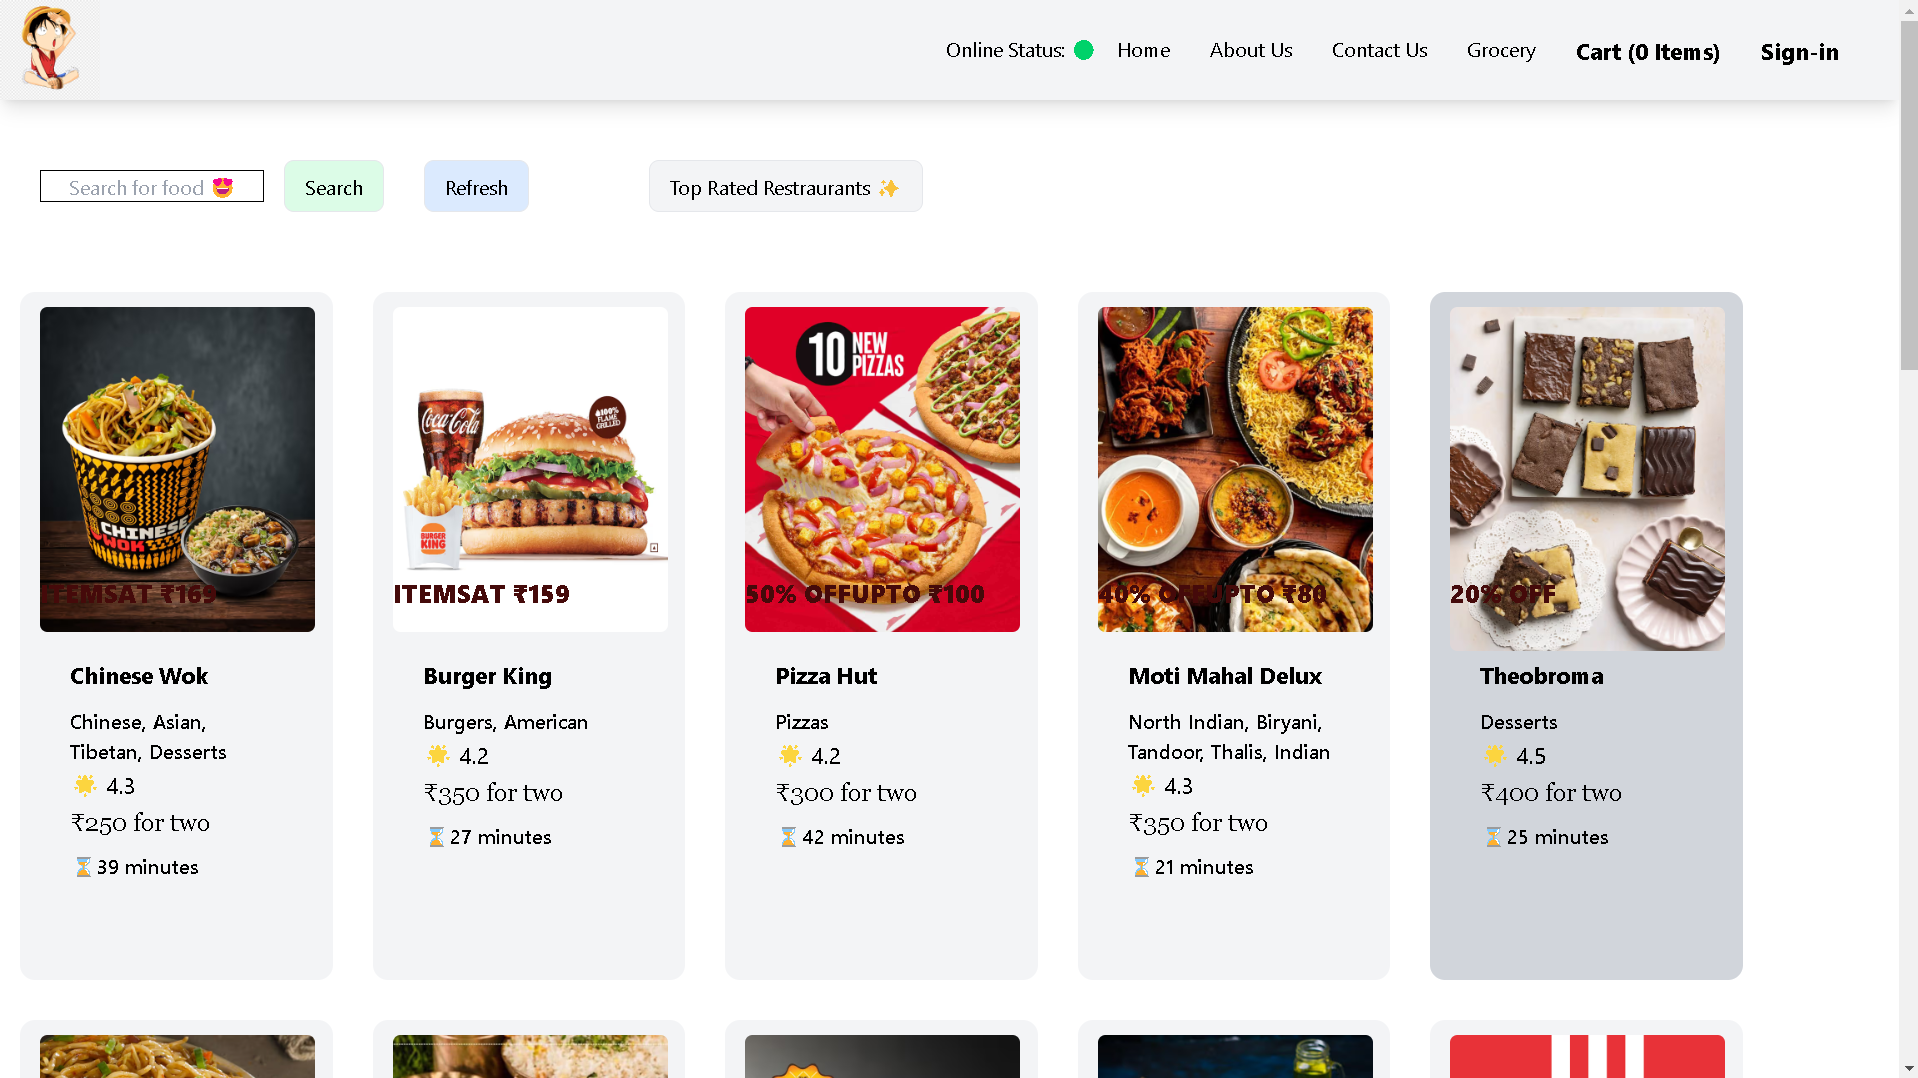 Online Status: Home About Us Contact Us Grocery Cart (0 Items) Sign-in
Search for food 😍 Search Refresh Top Rated Restraurants ✨
CHINESE
WOK
ITEMSAT ₹169
Chinese Wok
Chinese, Asian,
Tibetan, Desserts
🌟 4.3
₹250 for two
⏳39 minutes
Coca-Cola
100%
FLAME
GRILLED
BURGER
KING
ITEMSAT ₹159
Burger King
Burgers, American
🌟 4.2
₹350 for two
⏳27 minutes
10 NEW
PIZZAS
50% OFFUPTO ₹100
Pizza Hut
Pizzas
🌟 4.2
₹300 for two
⏳42 minutes
40% OFFUPTO ₹80
Moti Mahal Delux
North Indian, Biryani,
Tandoor, Thalis, Indian
🌟 4.3
₹350 for two
⏳21 minutes
20% OFF
Theobroma
Desserts
🌟 4.5
₹400 for two
⏳25 minutes